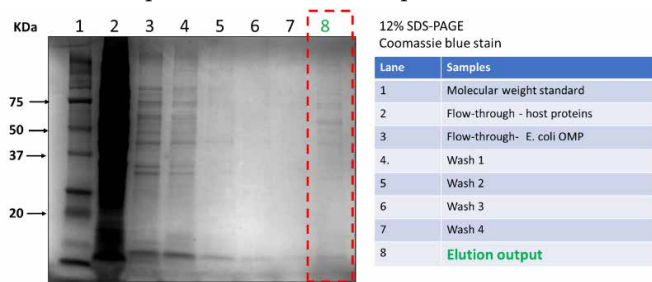 KDa 1 2 3 4 5 6 7 8
75
50
37
20
12% SDS-PAGE
Coomassie blue stain
Lane Samples
1 Molecular weight standard
2 Flow-through - host proteins
3 Flow-through- E. coli OMP
4. Wash 1
5 Wash 2
6 Wash 3
7 Wash 4
8 Elution output